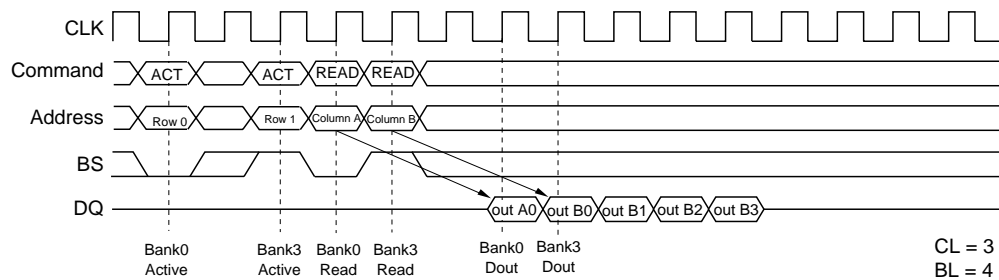 CLK
Command ACT ACT READ READ
Address Row 0 Row 1 Column A Column B
BS
DQ out A0 out B0 out B1 out B2 out B3
Bank0 Bank3 Bank0 Bank3 Bank0 Bank3
Active Active Read Read Dout Dout
CL = 3
BL = 4